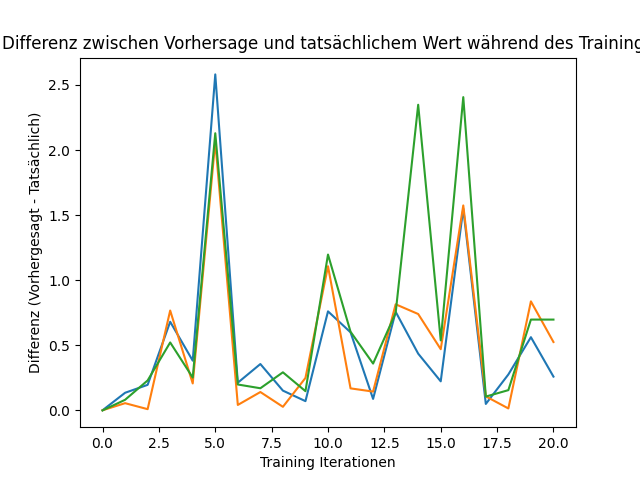 Differenz zwischen Vorhersage und tatsächlichem Wert während des Training
2.5
2.0
1.5
1.0
0.5
0.0
Differenz (Vorhergesagt - Tatsächlich)
0.0 2.5 5.0 7.5 10.0 12.5 15.0 17.5 20.0
Training Iterationen